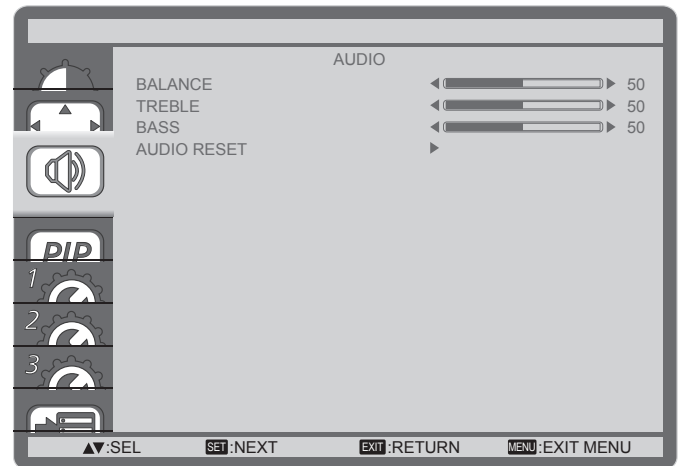 AUDIO
BALANCE 50
TREBLE 50
BASS 50
AUDIO RESET
PIP
1
2
3
▲▼:SEL SET:NEXT EXIT:RETURN MENU:EXIT MENU